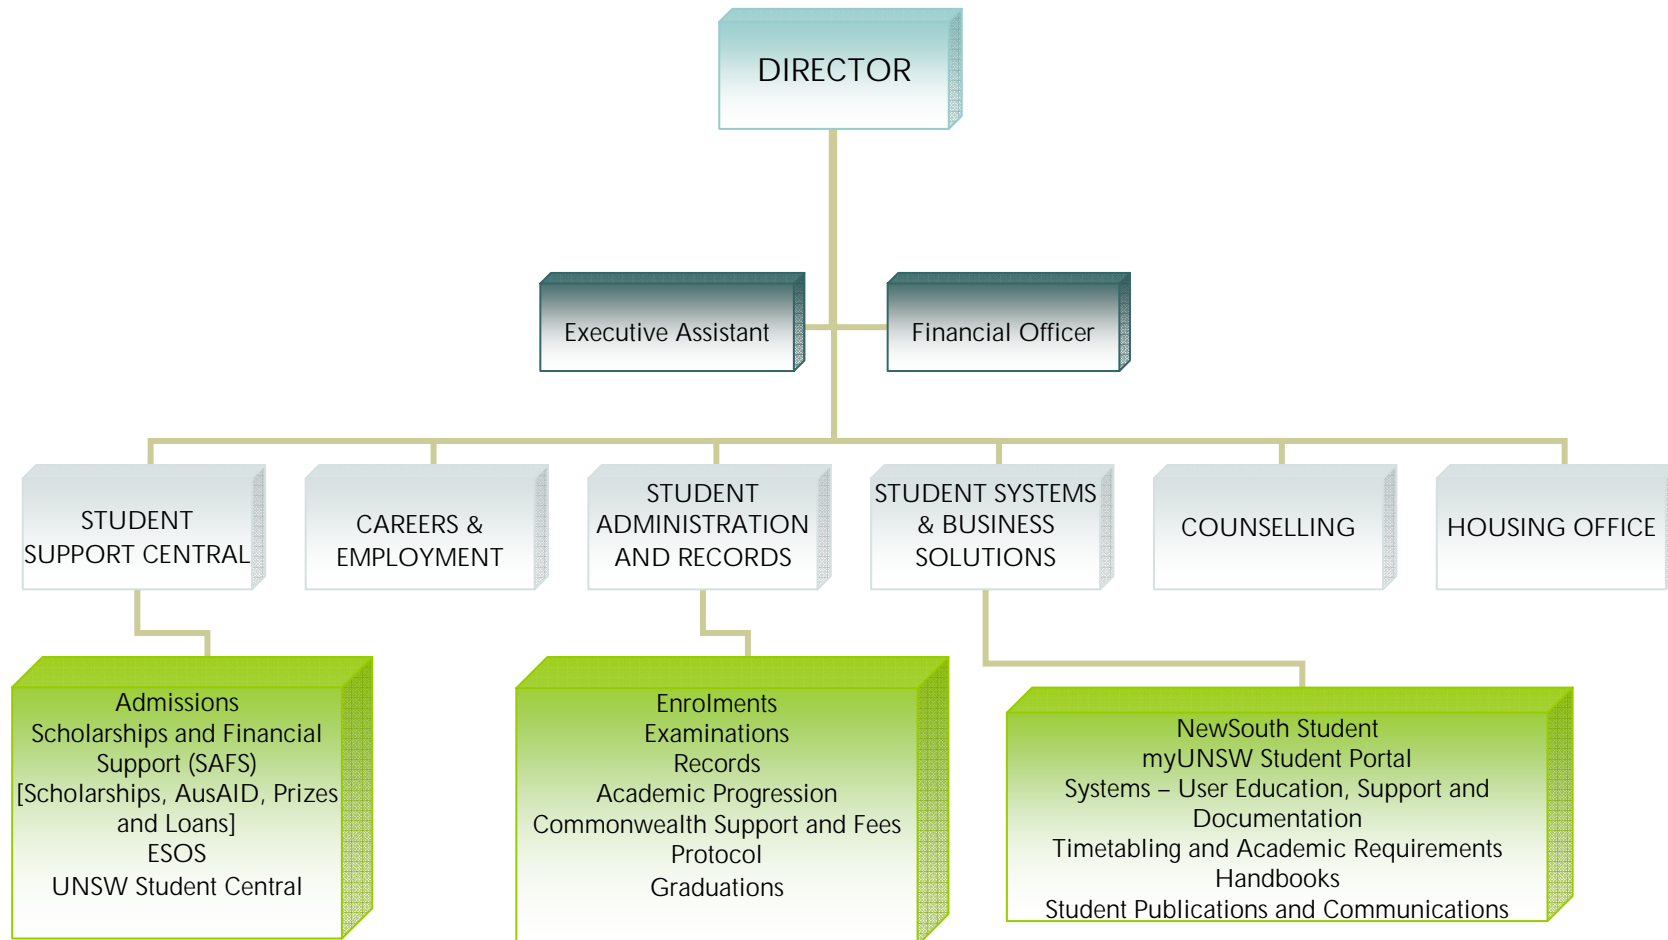 DIRECTOR
Executive Assistant
Financial Officer
STUDENT
SUPPORT CENTRAL
CAREERS &
EMPLOYMENT
STUDENT
ADMINISTRATION
AND RECORDS
STUDENT SYSTEMS
& BUSINESS
SOLUTIONS
COUNSELLING
HOUSING OFFICE
Admissions
Scholarships and Financial
Support (SAFS)
[Scholarships, AusAID, Prizes
and Loans]
ESOS
UNSW Student Central
Enrolments
Examinations
Records
Academic Progression
Commonwealth Support and Fees
Protocol
Graduations
NewSouth Student
myUNSW Student Portal
Systems – User Education, Support and
Documentation
Timetabling and Academic Requirements
Handbooks
Student Publications and Communications